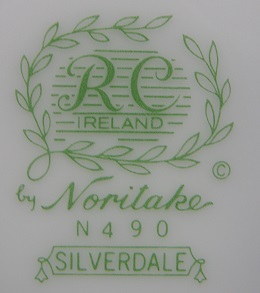 RC
IRELAND
©
by Noritake
N490
SILVERDALE